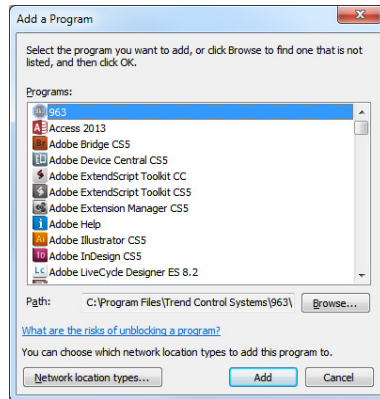 Add a Program
Select the program you want to add, or click Browse to find one that is not
listed, and then click OK.
Programs:
963
Access 2013
Adobe Bridge CS5
Adobe Device Central CS5
Adobe ExtendScript Toolkit CC
Adobe ExtendScript Toolkit CS5
Adobe Extension Manager CS5
Adobe Help
Adobe Illustrator CS5
Adobe InDesign CS5
Adobe LiveCycle Designer ES 8.2
Path: C:\Program Files\Trend Control Systems\963\ Browse...
What are the risks of unblocking a program?
You can choose which network location types to add this program to.
Network location types... Add Cancel